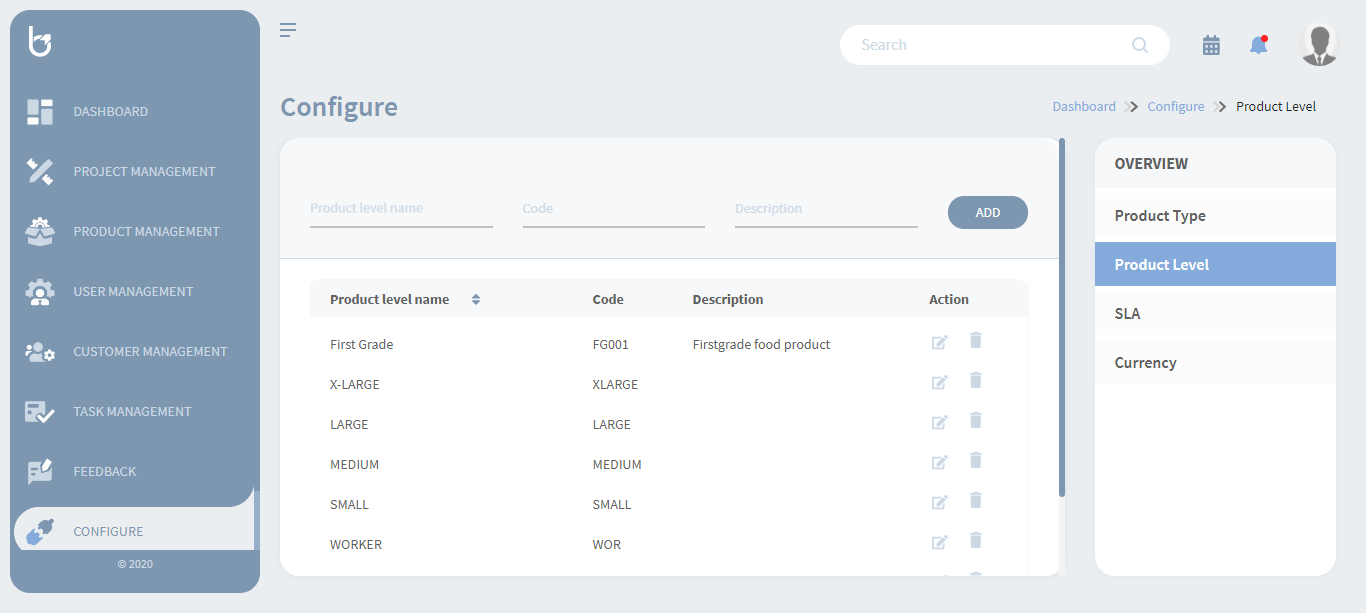 DASHBOARD
PROJECT MANAGEMENT
PRODUCT MANAGEMENT
USER MANAGEMENT
CUSTOMER MANAGEMENT
TASK MANAGEMENT
FEEDBACK
CONFIGURE
© 2020
Search
Configure
Dashboard Configure Product Level
Product level name Code Description ADD
Product level name Code Description Action
First Grade FG001 Firstgrade food product
X-LARGE XLARGE
LARGE LARGE
MEDIUM MEDIUM
SMALL SMALL
WORKER WOR
OVERVIEW
Product Type
Product Level
SLA
Currency